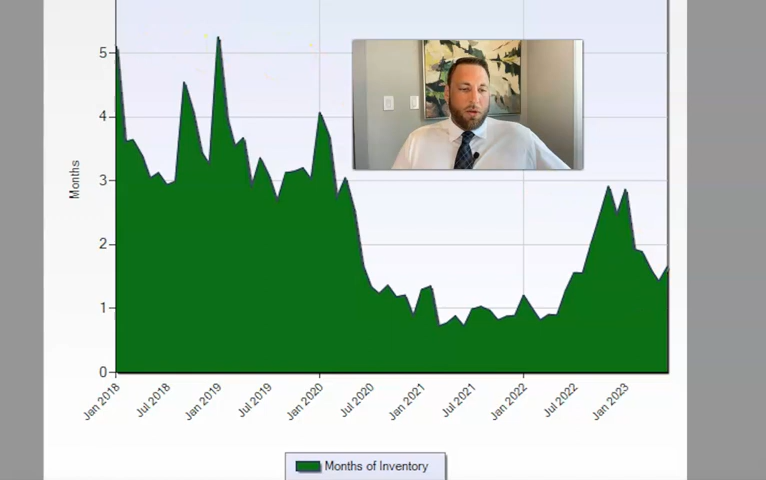 5
4
3
2
1
0
Months
Jan 2018
Jul 2018
Jan 2019
Jul 2019
Jan 2020
Jul 2020
Jan 2021
Jul 2021
Jan 2022
Jul 2022
Jan 2023
Months of Inventory